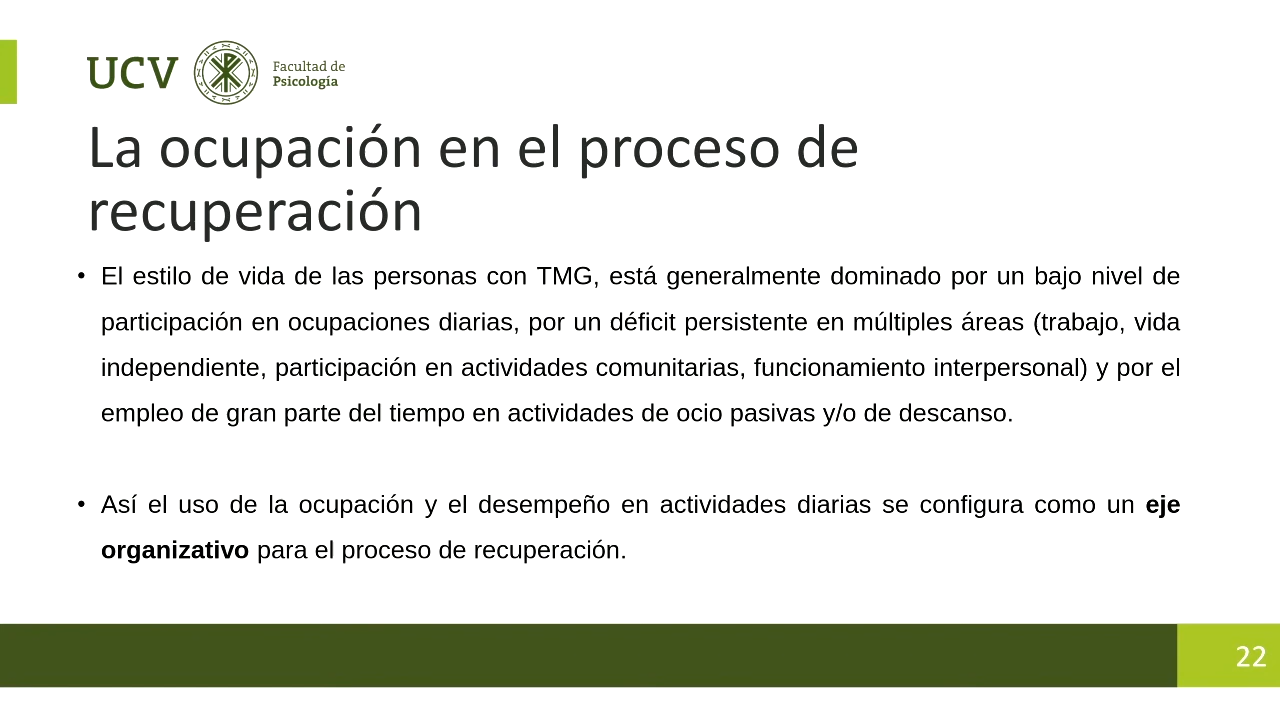 UCV
Facultad de
Psicología
La ocupación en el proceso de
recuperación
• El estilo de vida de las personas con TMG, está generalmente dominado por un bajo nivel de
participación en ocupaciones diarias, por un déficit persistente en múltiples áreas (trabajo, vida
independiente, participación en actividades comunitarias, funcionamiento interpersonal) y por el
empleo de gran parte del tiempo en actividades de ocio pasivas y/o de descanso.
• Así el uso de la ocupación y el desempeño en actividades diarias se configura como un eje
organizativo para el proceso de recuperación.
22